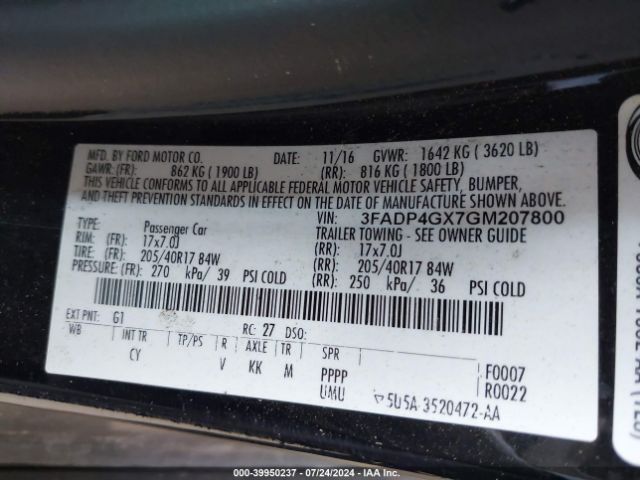 MFD. BY FORD MOTOR CO. DATE: 11/16 GVWR: 1642 KG ( 3620 LB)
GAWR: (FR): 862 KG ( 1900 LB) (RR): 816 KG ( 1800 LB)
THIS VEHICLE CONFORMS TO ALL APPLICABLE FEDERAL MOTOR VEHICLE SAFETY, BUMPER,
AND THEFT PREVENTION STANDARDS IN EFFECT ON THE DATE OF MANUFACTURE SHOWN ABOVE.
VIN: 3FADP4GX7GM207800
TYPE: Passenger Car TRAILER TOWING - SEE OWNER GUIDE
RIM: (FR): 17x7.0J (RR): 17x7.0J
TIRE: (FR): 205/40R17 84W (RR): 205/40R17 84W
PRESSURE: (FR): 270 kPa/ 39 PSI COLD (RR): 250 kPa/ 36 PSI COLD
EXT PNT: G1 RC: 27 DSO:
WB INT TR TP/PS R AXLE TR SPR
CY V KK M PPPP F0007
UMU R0022
5U5A-3520472-AA
000-39950237 - 07/24/2024 - IAA Inc.